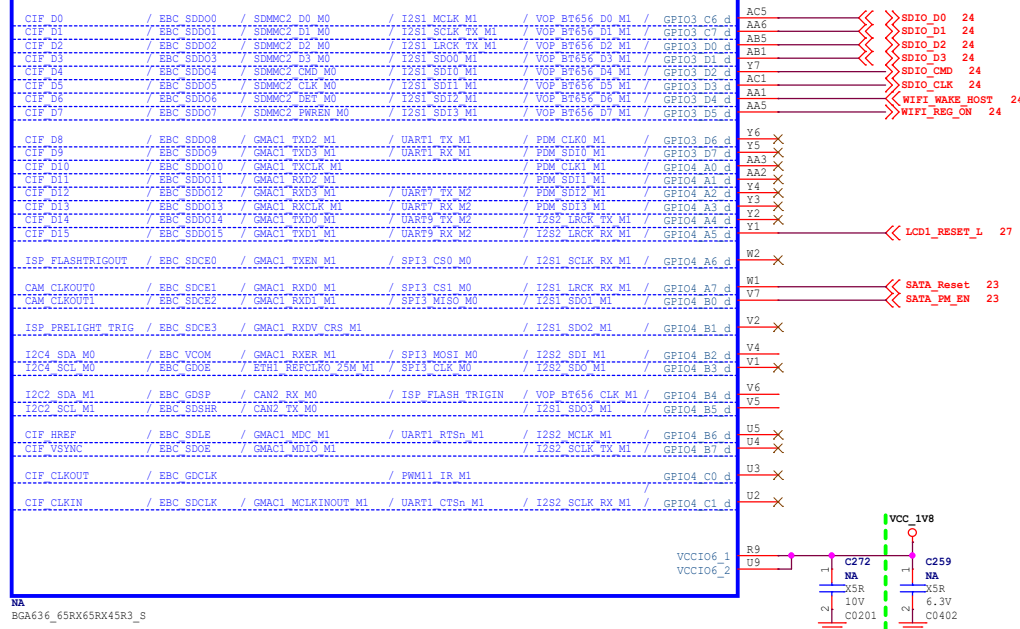 CIF_D0 / EBC_SDDO0 / SDMMC2_D0_M0 / I2S1_MCLK_M1 / VOP_BT656_D0_M1 / GPIO3_C6_d AC5 SDIO_D0 24
CIF_D1 / EBC_SDDO1 / SDMMC2_D1_M0 / I2S1_SCLK_TX_M1 / VOP_BT656_D1_M1 / GPIO3_C7_d AA6 SDIO_D1 24
CIF_D2 / EBC_SDDO2 / SDMMC2_D2_M0 / I2S1_LRCK_TX_M1 / VOP_BT656_D2_M1 / GPIO3_D0_d AB5 SDIO_D2 24
CIF_D3 / EBC_SDDO3 / SDMMC2_D3_M0 / I2S1_SDO0_M1 / VOP_BT656_D3_M1 / GPIO3_D1_d AB1 SDIO_D3 24
CIF_D4 / EBC_SDDO4 / SDMMC2_CMD_M0 / I2S1_SDI0_M1 / VOP_BT656_D4_M1 / GPIO3_D2_d Y7 SDIO_CMD 24
CIF_D5 / EBC_SDDO5 / SDMMC2_CLK_M0 / I2S1_SDI1_M1 / VOP_BT656_D5_M1 / GPIO3_D3_d AC1 SDIO_CLK 24
CIF_D6 / EBC_SDDO6 / SDMMC2_DET_M0 / I2S1_SDI2_M1 / VOP_BT656_D6_M1 / GPIO3_D4_d AA1 WIFI_WAKE_HOST 24
CIF_D7 / EBC_SDDO7 / SDMMC2_PWREN_M0 / I2S1_SDI3_M1 / VOP_BT656_D7_M1 / GPIO3_D5_d AA5 WIFI_REG_ON 24
CIF_D8 / EBC_SDDO8 / GMAC1_TXD2_M1 / UART1_TX_M1 / PDM_CLK0_M1 / GPIO3_D6_d Y6
CIF_D9 / EBC_SDDO9 / GMAC1_TXD3_M1 / UART1_RX_M1 / PDM_SDI0_M1 / GPIO3_D7_d Y5
CIF_D10 / EBC_SDDO10 / GMAC1_TXCLK_M1 / PDM_CLK1_M1 / GPIO4_A0_d AA3
CIF_D11 / EBC_SDDO11 / GMAC1_RXD2_M1 / PDM_SDI1_M1 / GPIO4_A1_d AA2
CIF_D12 / EBC_SDDO12 / GMAC1_RXD3_M1 / UART7_TX_M2 / PDM_SDI2_M1 / GPIO4_A2_d Y4
CIF_D13 / EBC_SDDO13 / GMAC1_RXCLK_M1 / UART7_RX_M2 / PDM_SDI3_M1 / GPIO4_A3_d Y3
CIF_D14 / EBC_SDDO14 / GMAC1_TXD0_M1 / UART9_TX_M2 / I2S2_LRCK_TX_M1 / GPIO4_A4_d Y2
CIF_D15 / EBC_SDDO15 / GMAC1_TXD1_M1 / UART9_RX_M2 / I2S2_LRCK_RX_M1 / GPIO4_A5_d Y1 LCD1_RESET_L 27
ISP_FLASHTRIGOUT / EBC_SDCE0 / GMAC1_TXEN_M1 / SPI3_CS0_M0 / I2S1_SCLK_RX_M1 / GPIO4_A6_d W2
CAM_CLKOUT0 / EBC_SDCE1 / GMAC1_RXD0_M1 / SPI3_CS1_M0 / I2S1_LRCK_RX_M1 / GPIO4_A7_d W1 SATA_Reset 23
CAM_CLKOUT1 / EBC_SDCE2 / GMAC1_RXD1_M1 / SPI3_MISO_M0 / I2S1_SDO1_M1 / GPIO4_B0_d V7 SATA_PM_EN 23
ISP_PRELIGHT_TRIG / EBC_SDCE3 / GMAC1_RXDV_CRS_M1 / I2S1_SDO2_M1 / GPIO4_B1_d V2
I2C4_SDA_M0 / EBC_VCOM / GMAC1_RXER_M1 / SPI3_MOSI_M0 / I2S2_SDI_M1 / GPIO4_B2_d V4
I2C4_SCL_M0 / EBC_GDOE / ETH1_REFCLKO_25M_M1 / SPI3_CLK_M0 / I2S2_SDO_M1 / GPIO4_B3_d V1
I2C2_SDA_M1 / EBC_GDSP / CAN2_RX_M0 / ISP_FLASH_TRIGIN / VOP_BT656_CLK_M1 / GPIO4_B4_d V6
I2C2_SCL_M1 / EBC_SDSHR / CAN2_TX_M0 / I2S1_SDO3_M1 / GPIO4_B5_d V5
CIF_HREF / EBC_SDLE / GMAC1_MDC_M1 / UART1_RTSn_M1 / I2S2_MCLK_M1 / GPIO4_B6_d U5
CIF_VSYNC / EBC_SDOE / GMAC1_MDIO_M1 / I2S2_SCLK_TX_M1 / GPIO4_B7_d U4
CIF_CLKOUT / EBC_GDCLK / PWM11_IR_M1 / GPIO4_C0_d U3
CIF_CLKIN / EBC_SDCLK / GMAC1_MCLKINOUT_M1 / UART1_CTSn_M1 / I2S2_SCLK_RX_M1 / GPIO4_C1_d U2
VCC_1V8
VCCIO6_1 R9
VCCIO6_2 U9
C272 C259
NA NA
1 X5R 1 X5R
10V 6.3V
2 C0201 2 C0402
NA
BGA636_65RX65RX45R3_S